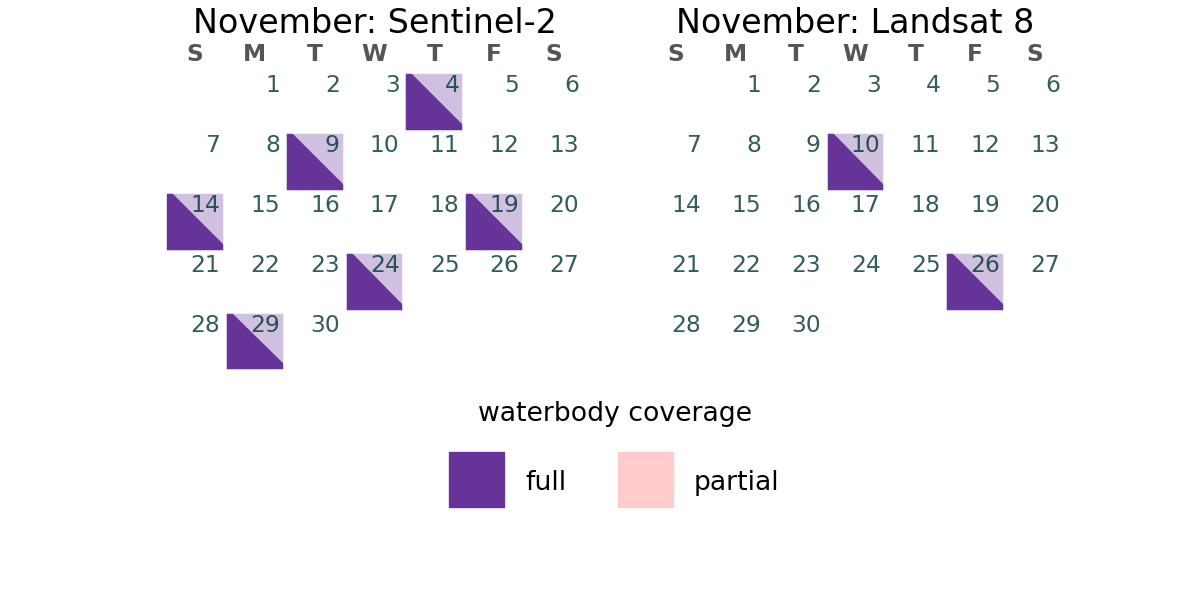 November: Sentinel-2
S M T W T F S
1 2 3 4 5 6
7 8 9 10 11 12 13
14 15 16 17 18 19 20
21 22 23 24 25 26 27
28 29 30
November: Landsat 8
S M T W T F S
1 2 3 4 5 6
7 8 9 10 11 12 13
14 15 16 17 18 19 20
21 22 23 24 25 26 27
28 29 30
waterbody coverage
full partial